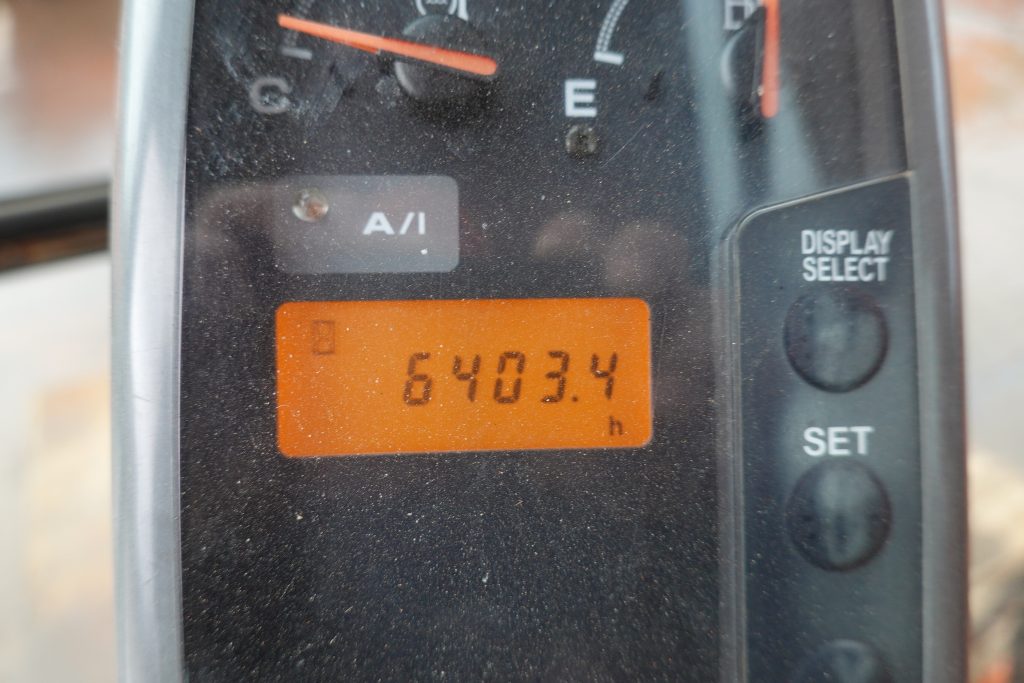 C
E
A/I
DISPLAY
SELECT
6403.4
h
SET